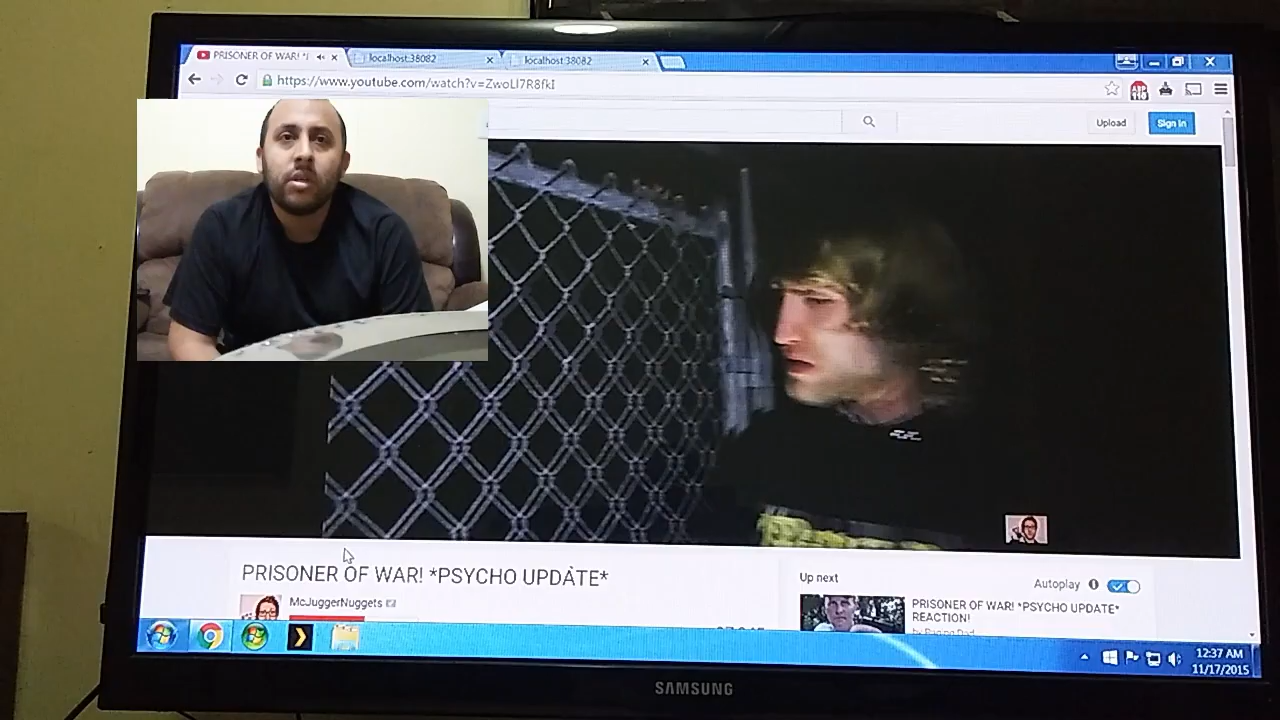 PRISONER OF WAR! *I
localhost:38082
localhost:38082
https://www.youtube.com/watch?v=ZwoLl7R8fkI
Upload
Sign in
PRISONER OF WAR! *PSYCHO UPDATE*
McJuggerNuggets
Up next
Autoplay
PRISONER OF WAR! *PSYCHO UPDATE*
REACTION!
12:37 AM
11/17/2015
SAMSUNG